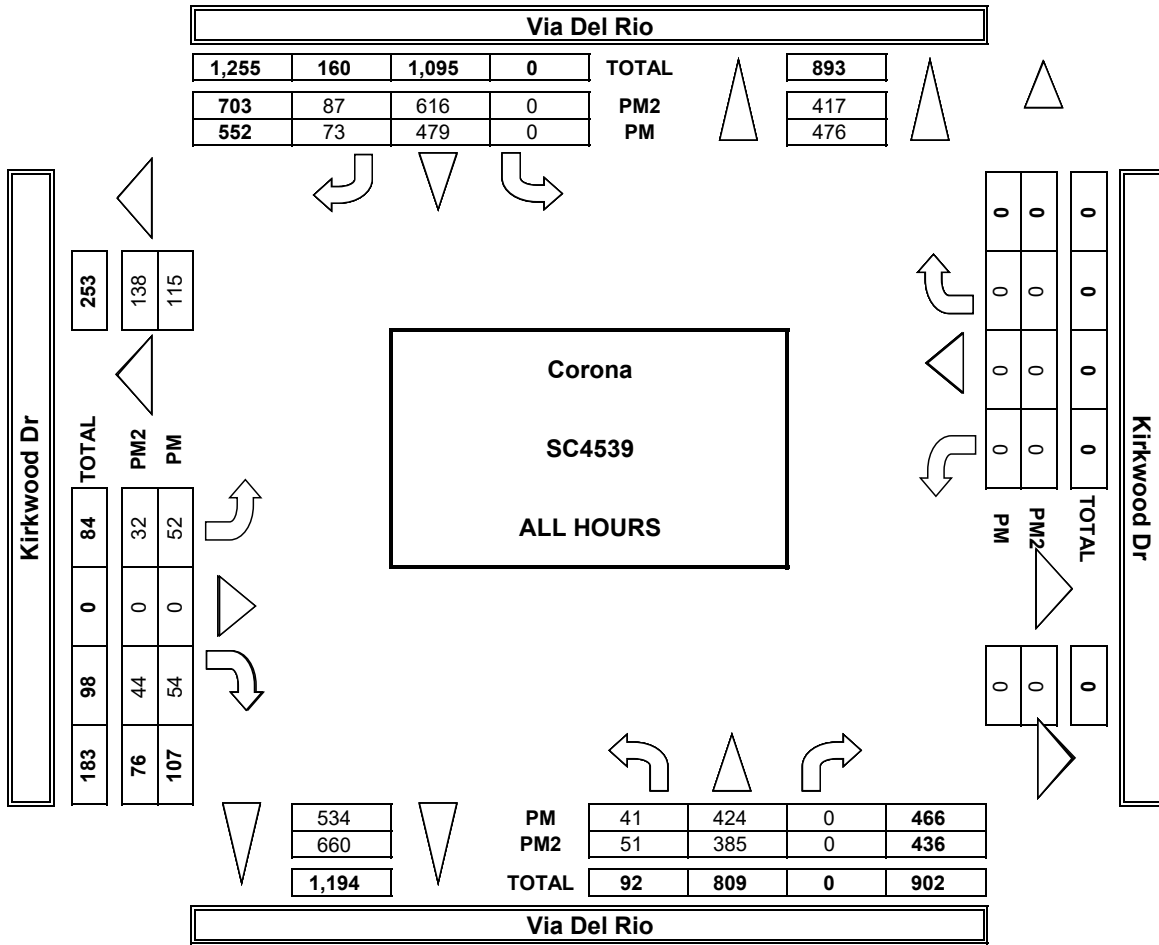 Via Del Rio
1,255 160 1,095 0 TOTAL 893
703 87 616 0 PM2 417
552 73 479 0 PM 476
Kirkwood Dr
253 138 115
TOTAL PM2 PM
84 32 52
0 0 0
98 44 54
183 76 107
Corona
SC4539
ALL HOURS
0 0 0
0 0 0
0 0 0
0 0 0
PM PM2 TOTAL
0 0 0
Kirkwood Dr
534 PM 41 424 0 466
660 PM2 51 385 0 436
1,194 TOTAL 92 809 0 902
Via Del Rio